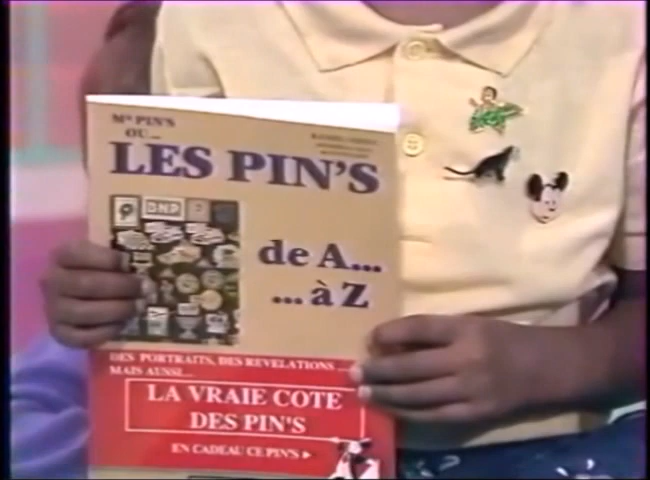 Mr PIN'S
OU...
LES PIN'S
DNP
de A...
...à Z
DES PORTRAITS, DES REVELATIONS ...
MAIS AUSSI...
LA VRAIE COTE
DES PIN'S
EN CADEAU CE PIN'S